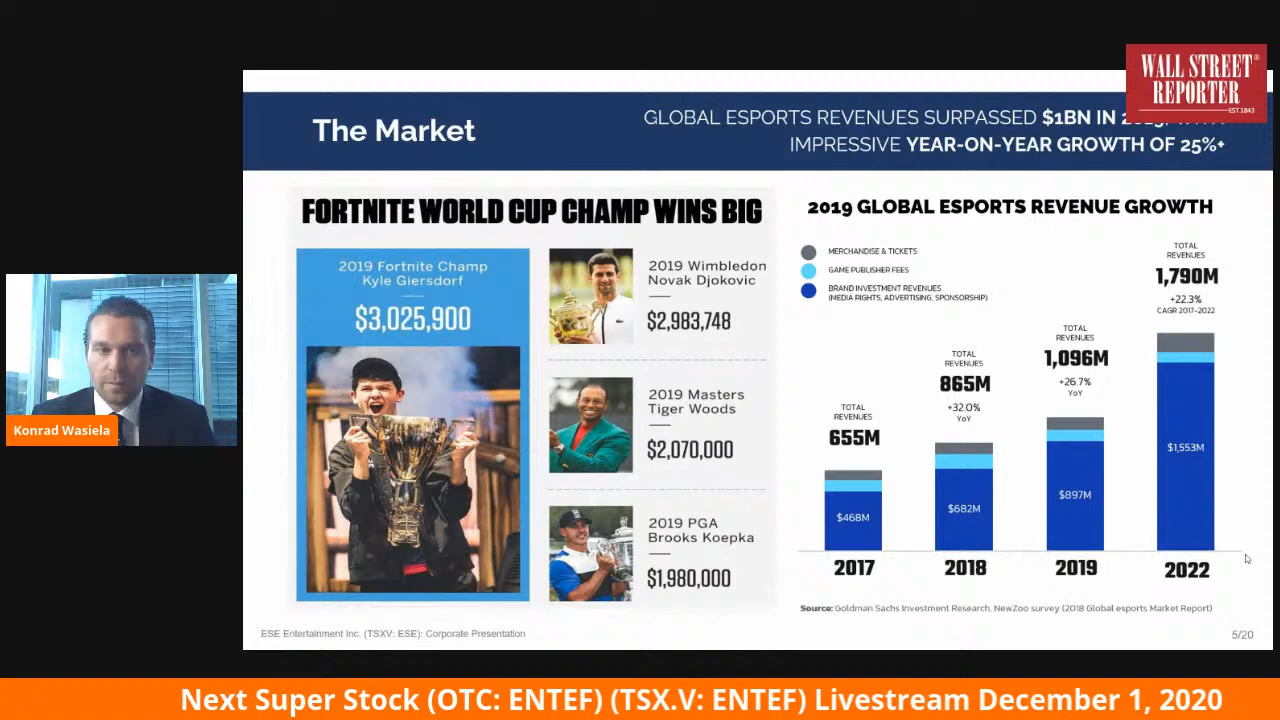 WALL STREET®
REPORTER
EST.1843
The Market
GLOBAL ESPORTS REVENUES SURPASSED $1BN IN
IMPRESSIVE YEAR-ON-YEAR GROWTH OF 25%+
FORTNITE WORLD CUP CHAMP WINS BIG
2019 Fortnite Champ
Kyle Giersdorf
$3,025,900
2019 Wimbledon
Novak Djokovic
$2,983,748
2019 Masters
Tiger Woods
$2,070,000
2019 PGA
Brooks Koepka
$1,980,000
2019 GLOBAL ESPORTS REVENUE GROWTH
MERCHANDISE & TICKETS
GAME PUBLISHER FEES
BRAND INVESTMENT REVENUES
(MEDIA RIGHTS, ADVERTISING, SPONSORSHIP)
TOTAL
REVENUES
655M
$468M
2017
TOTAL
REVENUES
865M
+32.0%
YoY
$682M
2018
TOTAL
REVENUES
1,096M
+26.7%
YoY
$897M
2019
TOTAL
REVENUES
1,790M
+22.3%
CAGR 2017-2022
$1,553M
2022
Source: Goldman Sachs Investment Research, NewZoo survey (2018 Global esports Market Report)
ESE Entertainment Inc. (TSXV: ESE): Corporate Presentation
5/20
Konrad Wasiela
Next Super Stock (OTC: ENTEF) (TSX.V: ENTEF) Livestream December 1, 2020